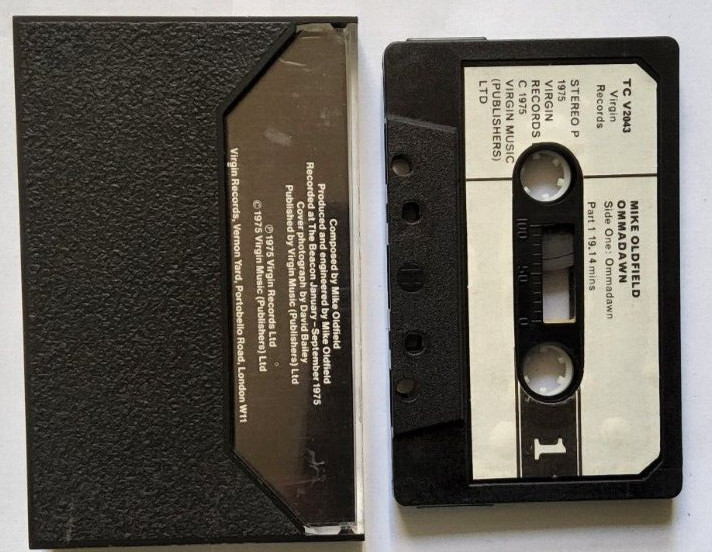 Composed by Mike Oldfield
Produced and engineered by Mike Oldfield
Recorded at The Beacon January–September 1975
Cover photograph by David Bailey
Published by Virgin Music (Publishers) Ltd
℗ 1975 Virgin Records Ltd
© 1975 Virgin Music (Publishers) Ltd
Virgin Records, Vernon Yard, Portobello Road, London W11
TC V2043
Virgin
Records
STEREO P
1975
VIRGIN
RECORDS
C 1975
VIRGIN MUSIC
(PUBLISHERS)
LTD
MIKE OLDFIELD
OMMADAWN
Side One: Ommadawn
Part 1 19.14mins
100 50 0
1